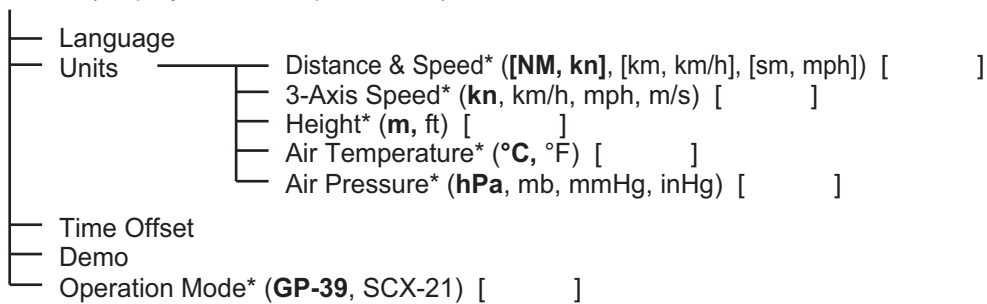 Language
Units
Distance & Speed* ([NM, kn], [km, km/h], [sm, mph]) [ ]
3-Axis Speed* (kn, km/h, mph, m/s) [ ]
Height* (m, ft) [ ]
Air Temperature* (°C, °F) [ ]
Air Pressure* (hPa, mb, mmHg, inHg) [ ]
Time Offset
Demo
Operation Mode* (GP-39, SCX-21) [ ]